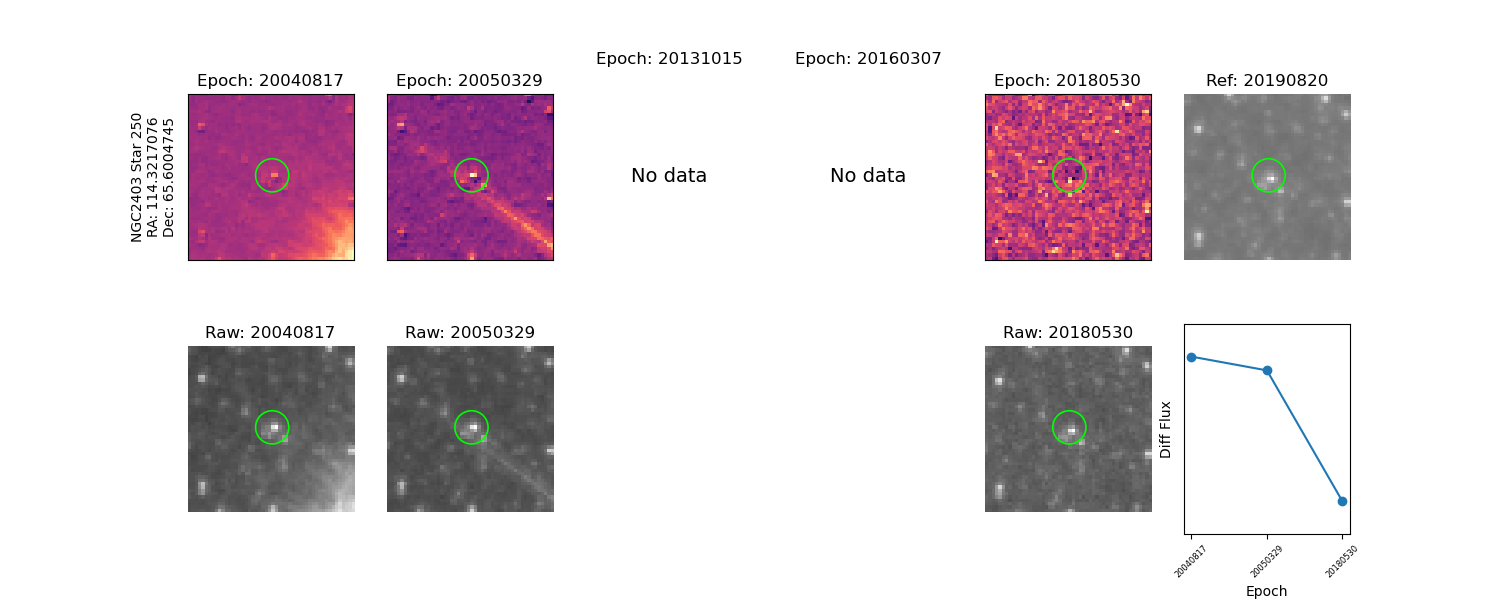 Epoch: 20040817
Epoch: 20050329
Epoch: 20131015
Epoch: 20160307
Epoch: 20180530
Ref: 20190820
NGC2403 Star 250
RA: 114.3217076
Dec: 65.6004745
No data
No data
Raw: 20040817
Raw: 20050329
Raw: 20180530
Diff Flux
20040817
20050329
20180530
Epoch